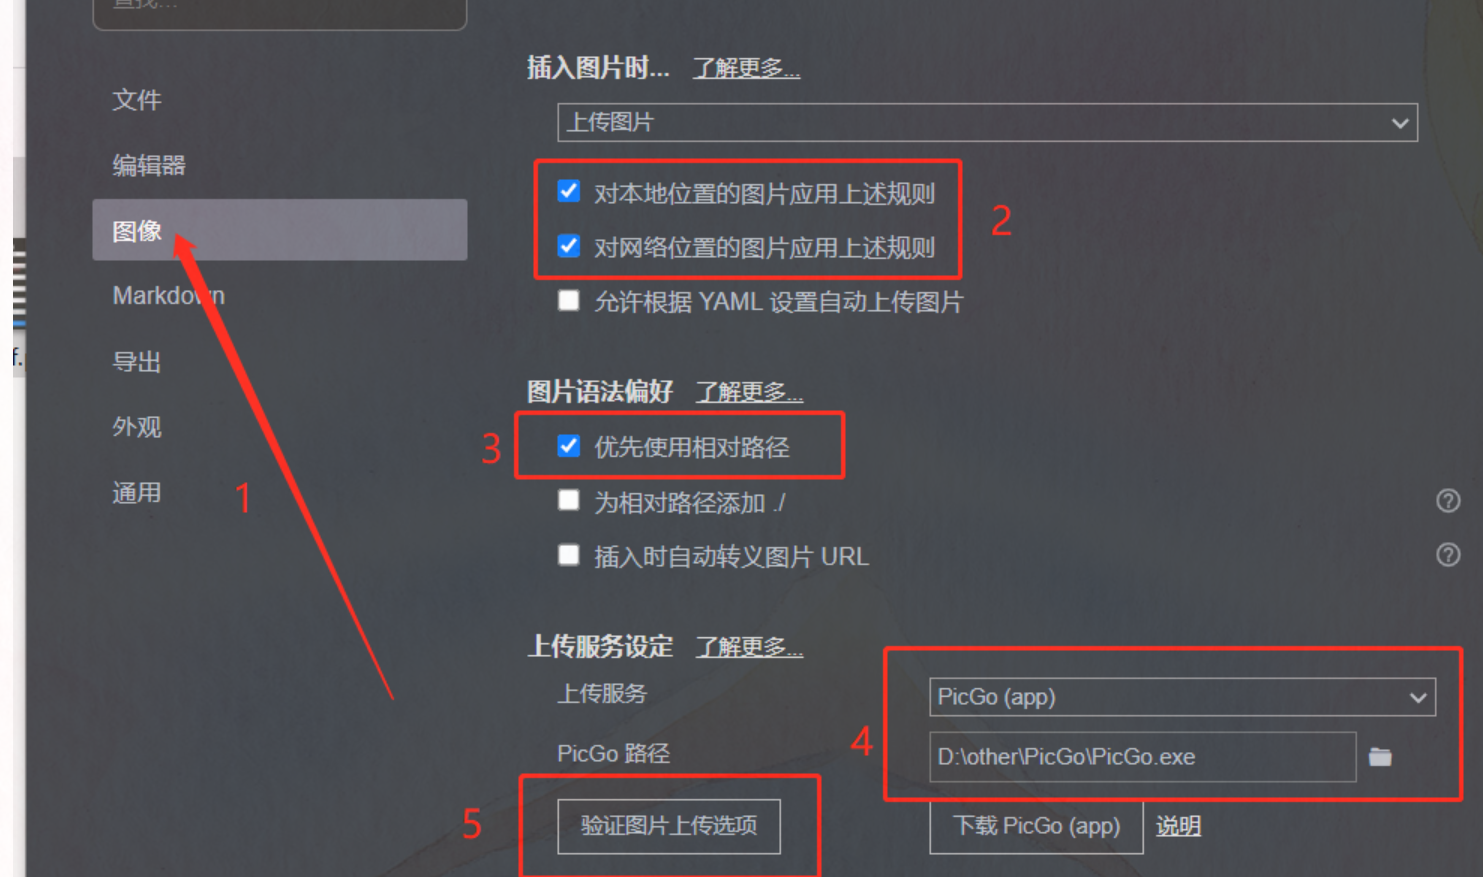 查找...
文件
编辑器
图像
Markdown
导出
外观
通用
1
插入图片时... 了解更多...
上传图片
对本地位置的图片应用上述规则
对网络位置的图片应用上述规则
2
允许根据 YAML 设置自动上传图片
图片语法偏好 了解更多...
3
优先使用相对路径
为相对路径添加 ./
插入时自动转义图片 URL
上传服务设定 了解更多...
上传服务 PicGo (app)
4
PicGo 路径 D:\other\PicGo\PicGo.exe
5
验证图片上传选项 下载 PicGo (app) 说明